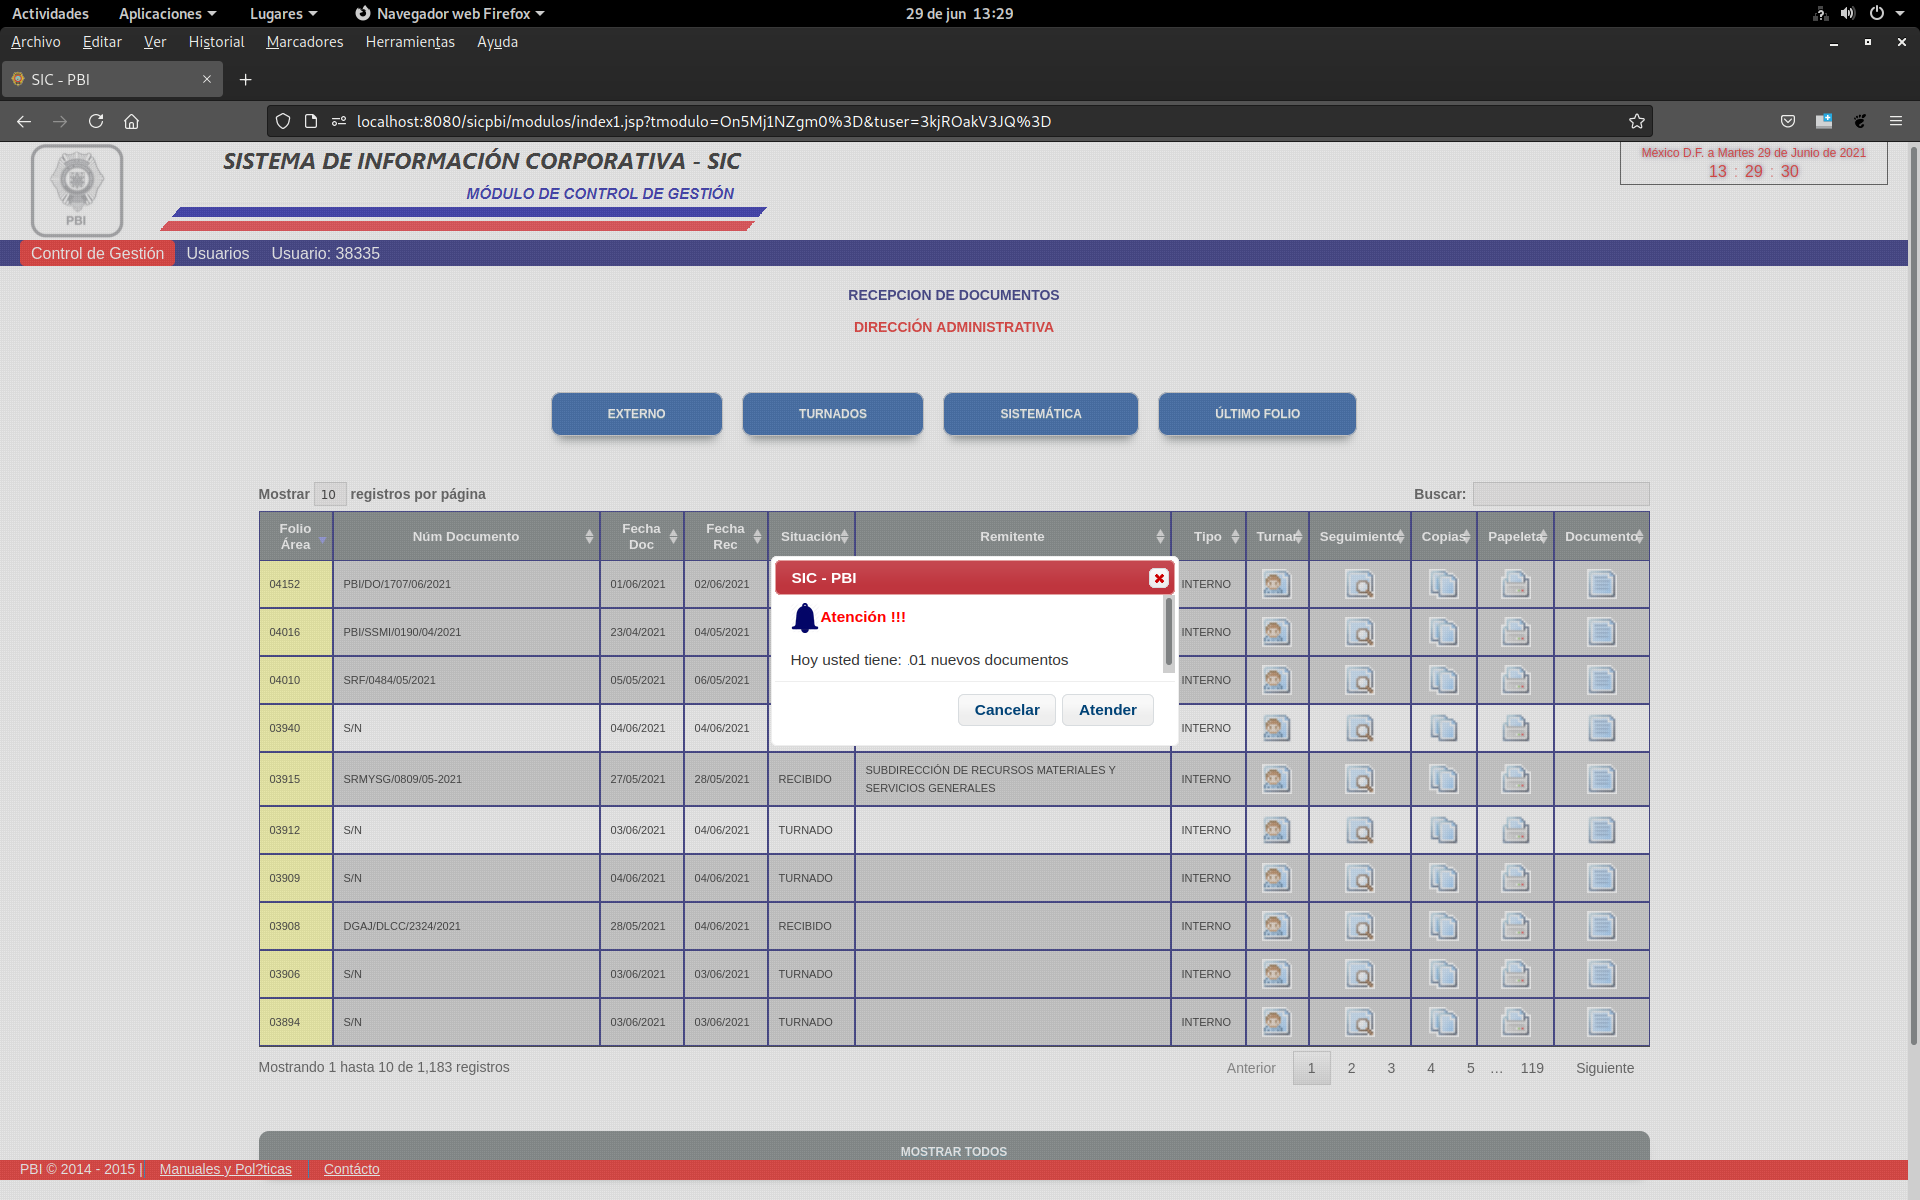 Actividades Aplicaciones Lugares Navegador web Firefox 29 de jun 13:29
Archivo Editar Ver Historial Marcadores Herramientas Ayuda
SIC - PBI
localhost:8080/sicpbi/modulos/index1.jsp?tmodulo=On5Mj1NZgm0%3D&tuser=3kjROakV3JQ%3D
PBI
SISTEMA DE INFORMACIÓN CORPORATIVA - SIC
MÓDULO DE CONTROL DE GESTIÓN
México D.F. a Martes 29 de Junio de 2021
13 : 29 : 30
Control de Gestión Usuarios Usuario: 38335
RECEPCION DE DOCUMENTOS
DIRECCIÓN ADMINISTRATIVA
EXTERNO TURNADOS SISTEMÁTICA ÚLTIMO FOLIO
Mostrar 10 registros por página Buscar:
Folio Área Núm Documento Fecha Doc Fecha Rec Situación Remitente Tipo Turnar Seguimiento Copias Papeleta Documento
04152 PBI/DO/1707/06/2021 01/06/2021 02/06/2021 INTERNO
04016 PBI/SSMI/0190/04/2021 23/04/2021 04/05/2021 INTERNO
04010 SRF/0484/05/2021 05/05/2021 06/05/2021 INTERNO
03940 S/N 04/06/2021 04/06/2021 INTERNO
SIC - PBI
Atención !!!
Hoy usted tiene: 01 nuevos documentos
Cancelar Atender
03915 SRMYSG/0809/05-2021 27/05/2021 28/05/2021 RECIBIDO SUBDIRECCIÓN DE RECURSOS MATERIALES Y SERVICIOS GENERALES INTERNO
03912 S/N 03/06/2021 04/06/2021 TURNADO INTERNO
03909 S/N 04/06/2021 04/06/2021 TURNADO INTERNO
03908 DGAJ/DLCC/2324/2021 28/05/2021 04/06/2021 RECIBIDO INTERNO
03906 S/N 03/06/2021 03/06/2021 TURNADO INTERNO
03894 S/N 03/06/2021 03/06/2021 TURNADO INTERNO
Mostrando 1 hasta 10 de 1,183 registros Anterior 1 2 3 4 5 … 119 Siguiente
MOSTRAR TODOS
PBI © 2014 - 2015 | Manuales y Pol?ticas Contácto